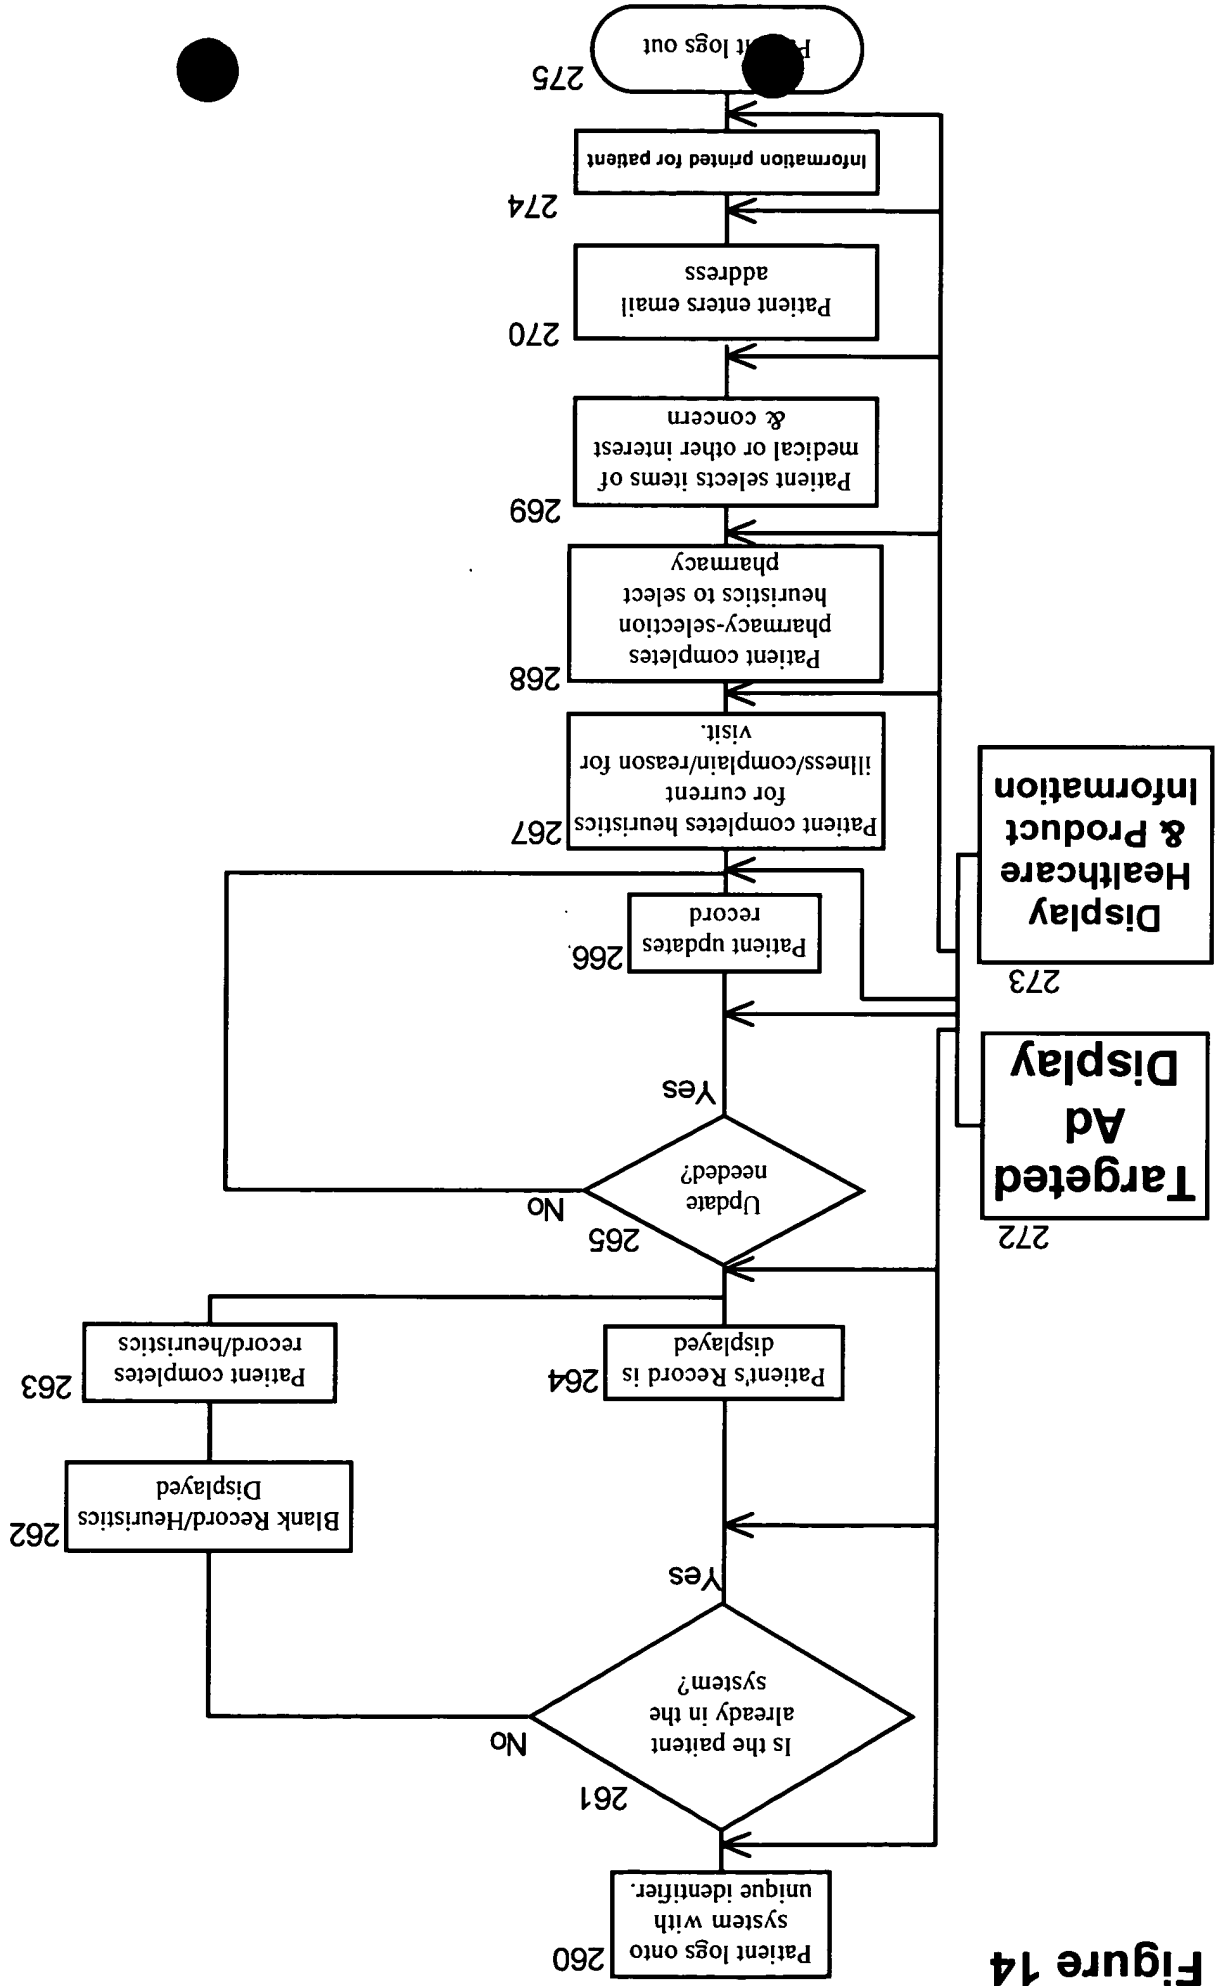 Figure 14
260
Patient logs onto
system with
unique identifier.
261
Is the paitent
already in the
system?
No
Yes
262
Blank Record/Heuristics
Displayed
263
Patient completes
record/heuristics
264
Patient's Record is
displayed
265
Update
needed?
No
Yes
272
Targeted
Ad
Display
273
Display
Healthcare
& Product
Information
266
Patient updates
record
267
Patient completes heuristics
for current
illness/complain/reason for
visit.
268
Patient completes
pharmacy-selection
heuristics to select
pharmacy
269
Patient selects items of
medical or other interest
& concern
270
Patient enters email
address
274
Information printed for patient
275
logs out